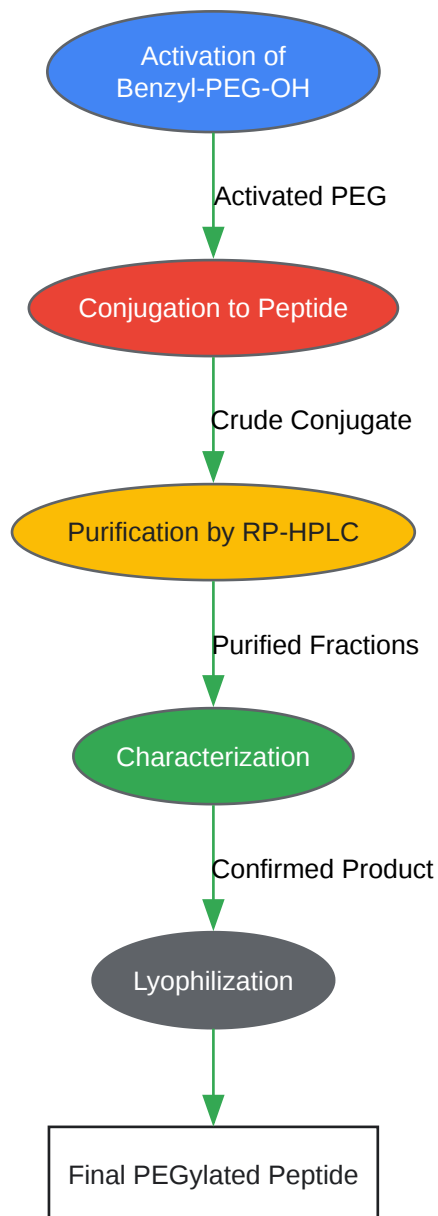 Activation of
Benzyl-PEG-OH
Activated PEG
Conjugation to Peptide
Crude Conjugate
Purification by RP-HPLC
Purified Fractions
Characterization
Confirmed Product
Lyophilization
Final PEGylated Peptide